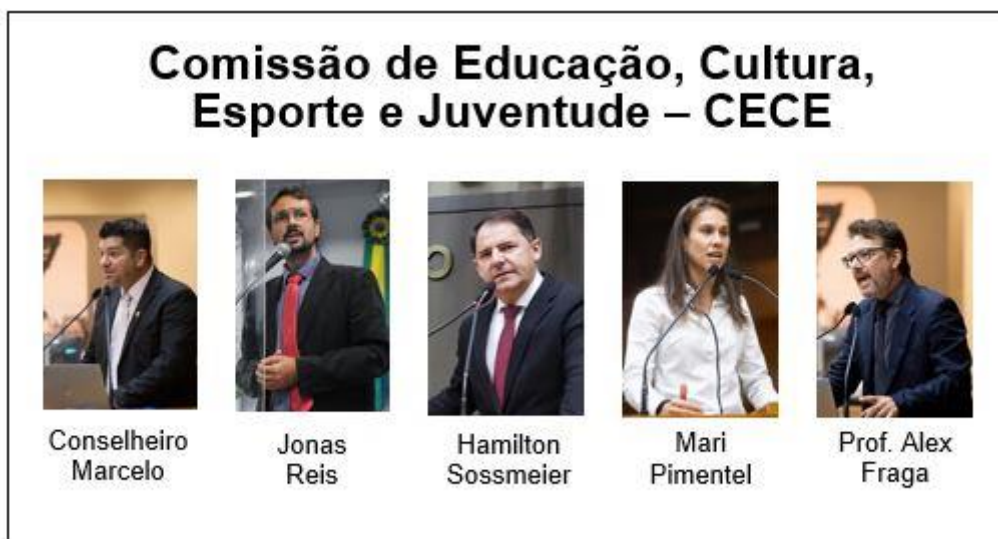 Comissão de Educação, Cultura,
Esporte e Juventude – CECE
Conselheiro
Marcelo
Jonas
Reis
Hamilton
Sossmeier
Mari
Pimentel
Prof. Alex
Fraga